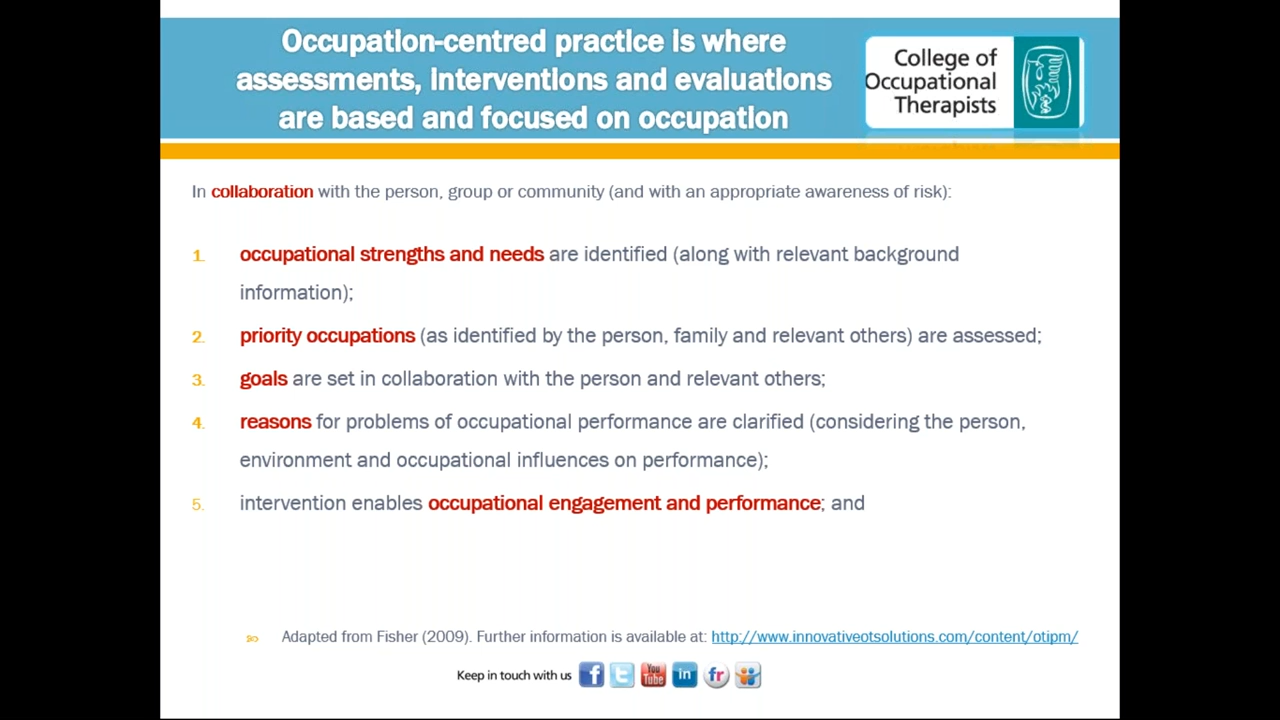 Occupation-centred practice is where
assessments, interventions and evaluations
are based and focused on occupation
College of
Occupational
Therapists
In collaboration with the person, group or community (and with an appropriate awareness of risk):
1. occupational strengths and needs are identified (along with relevant background
information);
2. priority occupations (as identified by the person, family and relevant others) are assessed;
3. goals are set in collaboration with the person and relevant others;
4. reasons for problems of occupational performance are clarified (considering the person,
environment and occupational influences on performance);
5. intervention enables occupational engagement and performance; and
Adapted from Fisher (2009). Further information is available at: http://www.innovativeotsolutions.com/content/otipm/
Keep in touch with us f t You Tube in fr